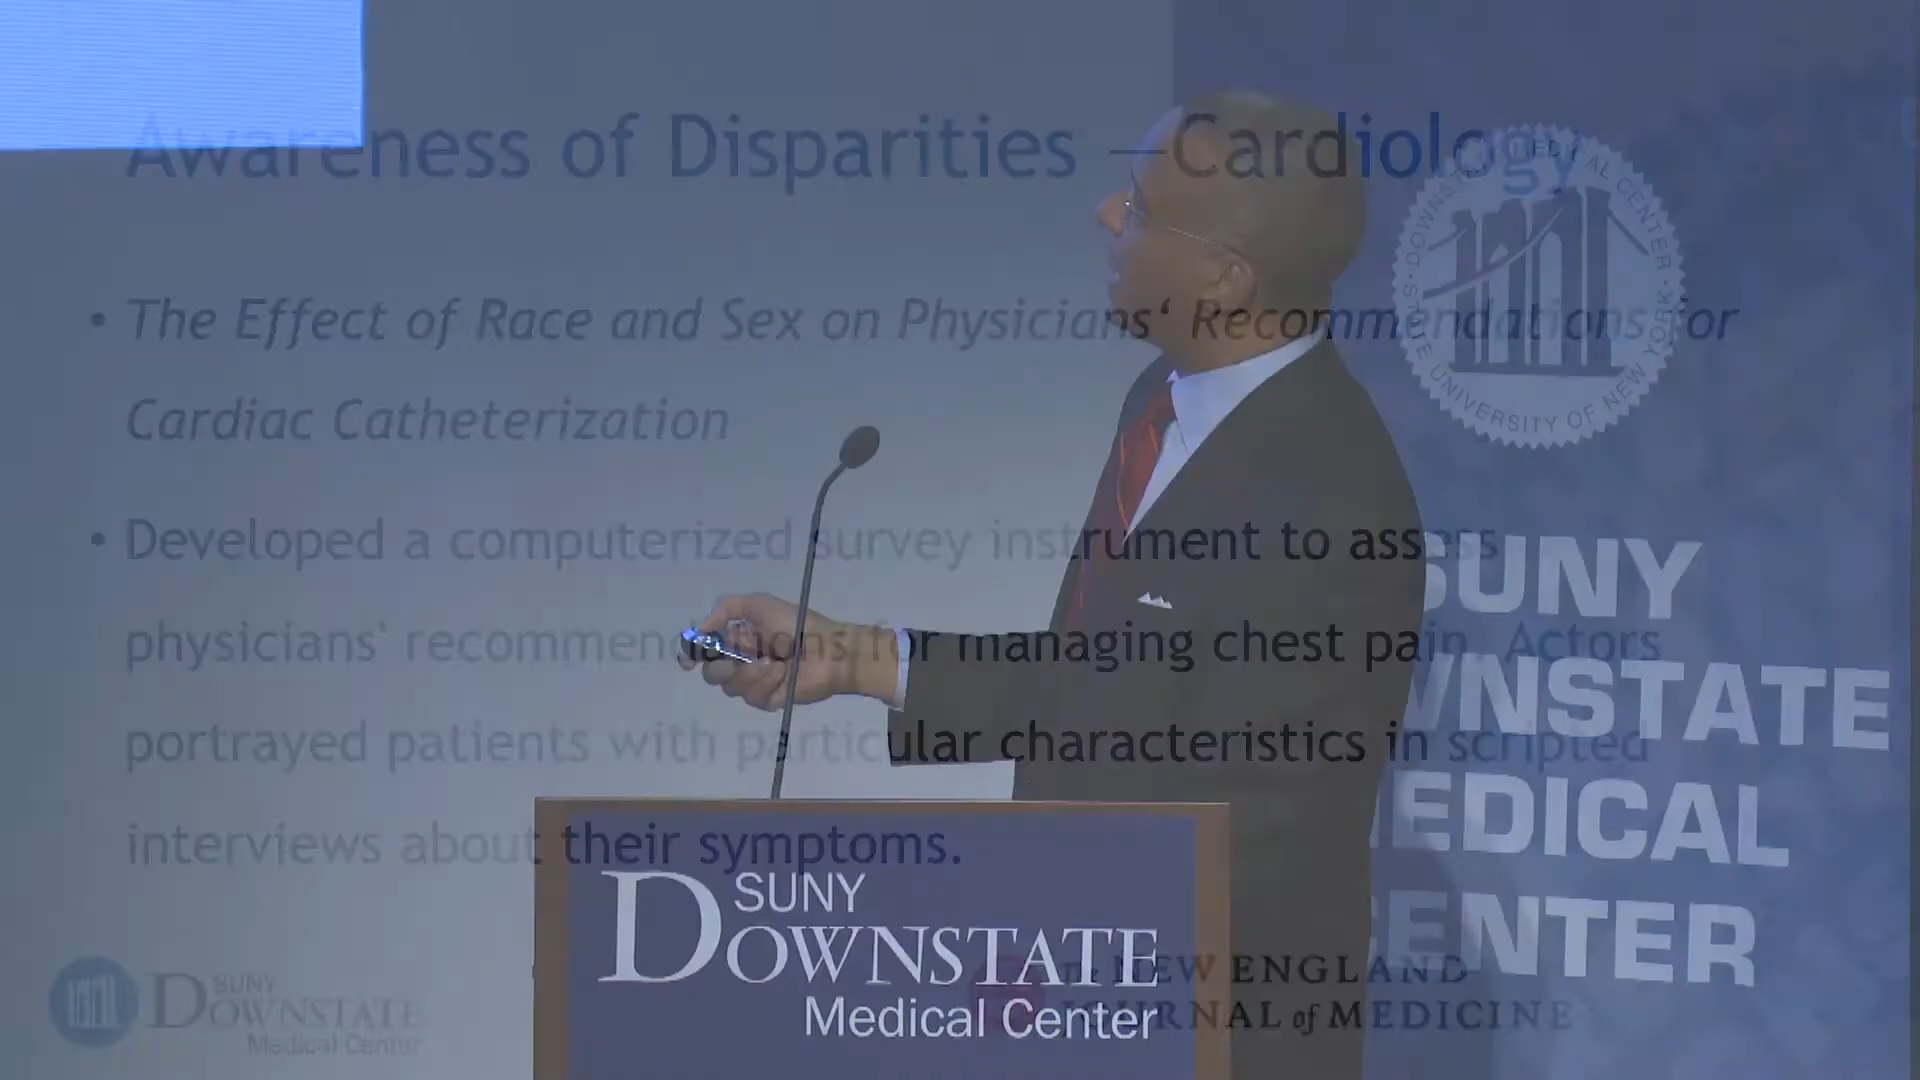 Awareness of Disparities —Cardiology
• The Effect of Race and Sex on Physicians‘ Recommendations for
Cardiac Catheterization
• Developed a computerized survey instrument to assess
physicians' recommendations for managing chest pain. Actors
portrayed patients with particular characteristics in scripted
interviews about their symptoms.
SUNY
DOWNSTATE
Medical Center
The NEW ENGLAND
JOURNAL of MEDICINE
SUNY
DOWNSTATE
Medical Center
DOWNSTATE MEDICAL CENTER
STATE UNIVERSITY OF NEW YORK
SUNY
WNSTATE
EDICAL
CENTER